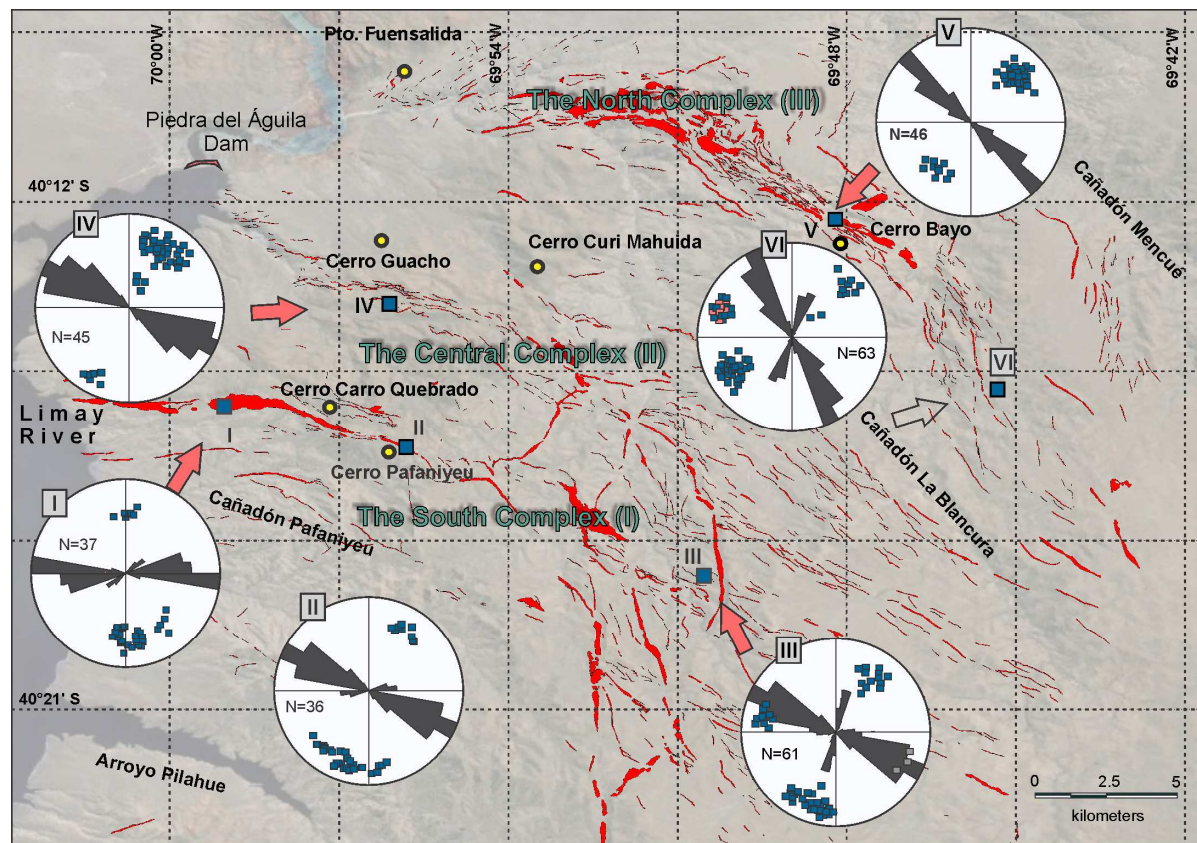 Pto. Fuensalida
70°00'W
69°54'W
69°48'W
69°42'W
V
N=46
The North Complex (III)
Piedra del Águila
Dam
40°12' S
Cañadón Mencué
IV
N=45
Cerro Guacho
Cerro Curi Mahuida
V
Cerro Bayo
VI
N=63
IV
The Central Complex (II)
VI
Cerro Carro Quebrado
Limay
River
I
II
Cerro Pafaniyeu
Cañadón La Blancura
I
N=37
Cañadón Pafaniyeu
The South Complex (I)
III
II
N=36
III
N=61
40°21' S
Arroyo Pilahue
0 2.5 5
kilometers